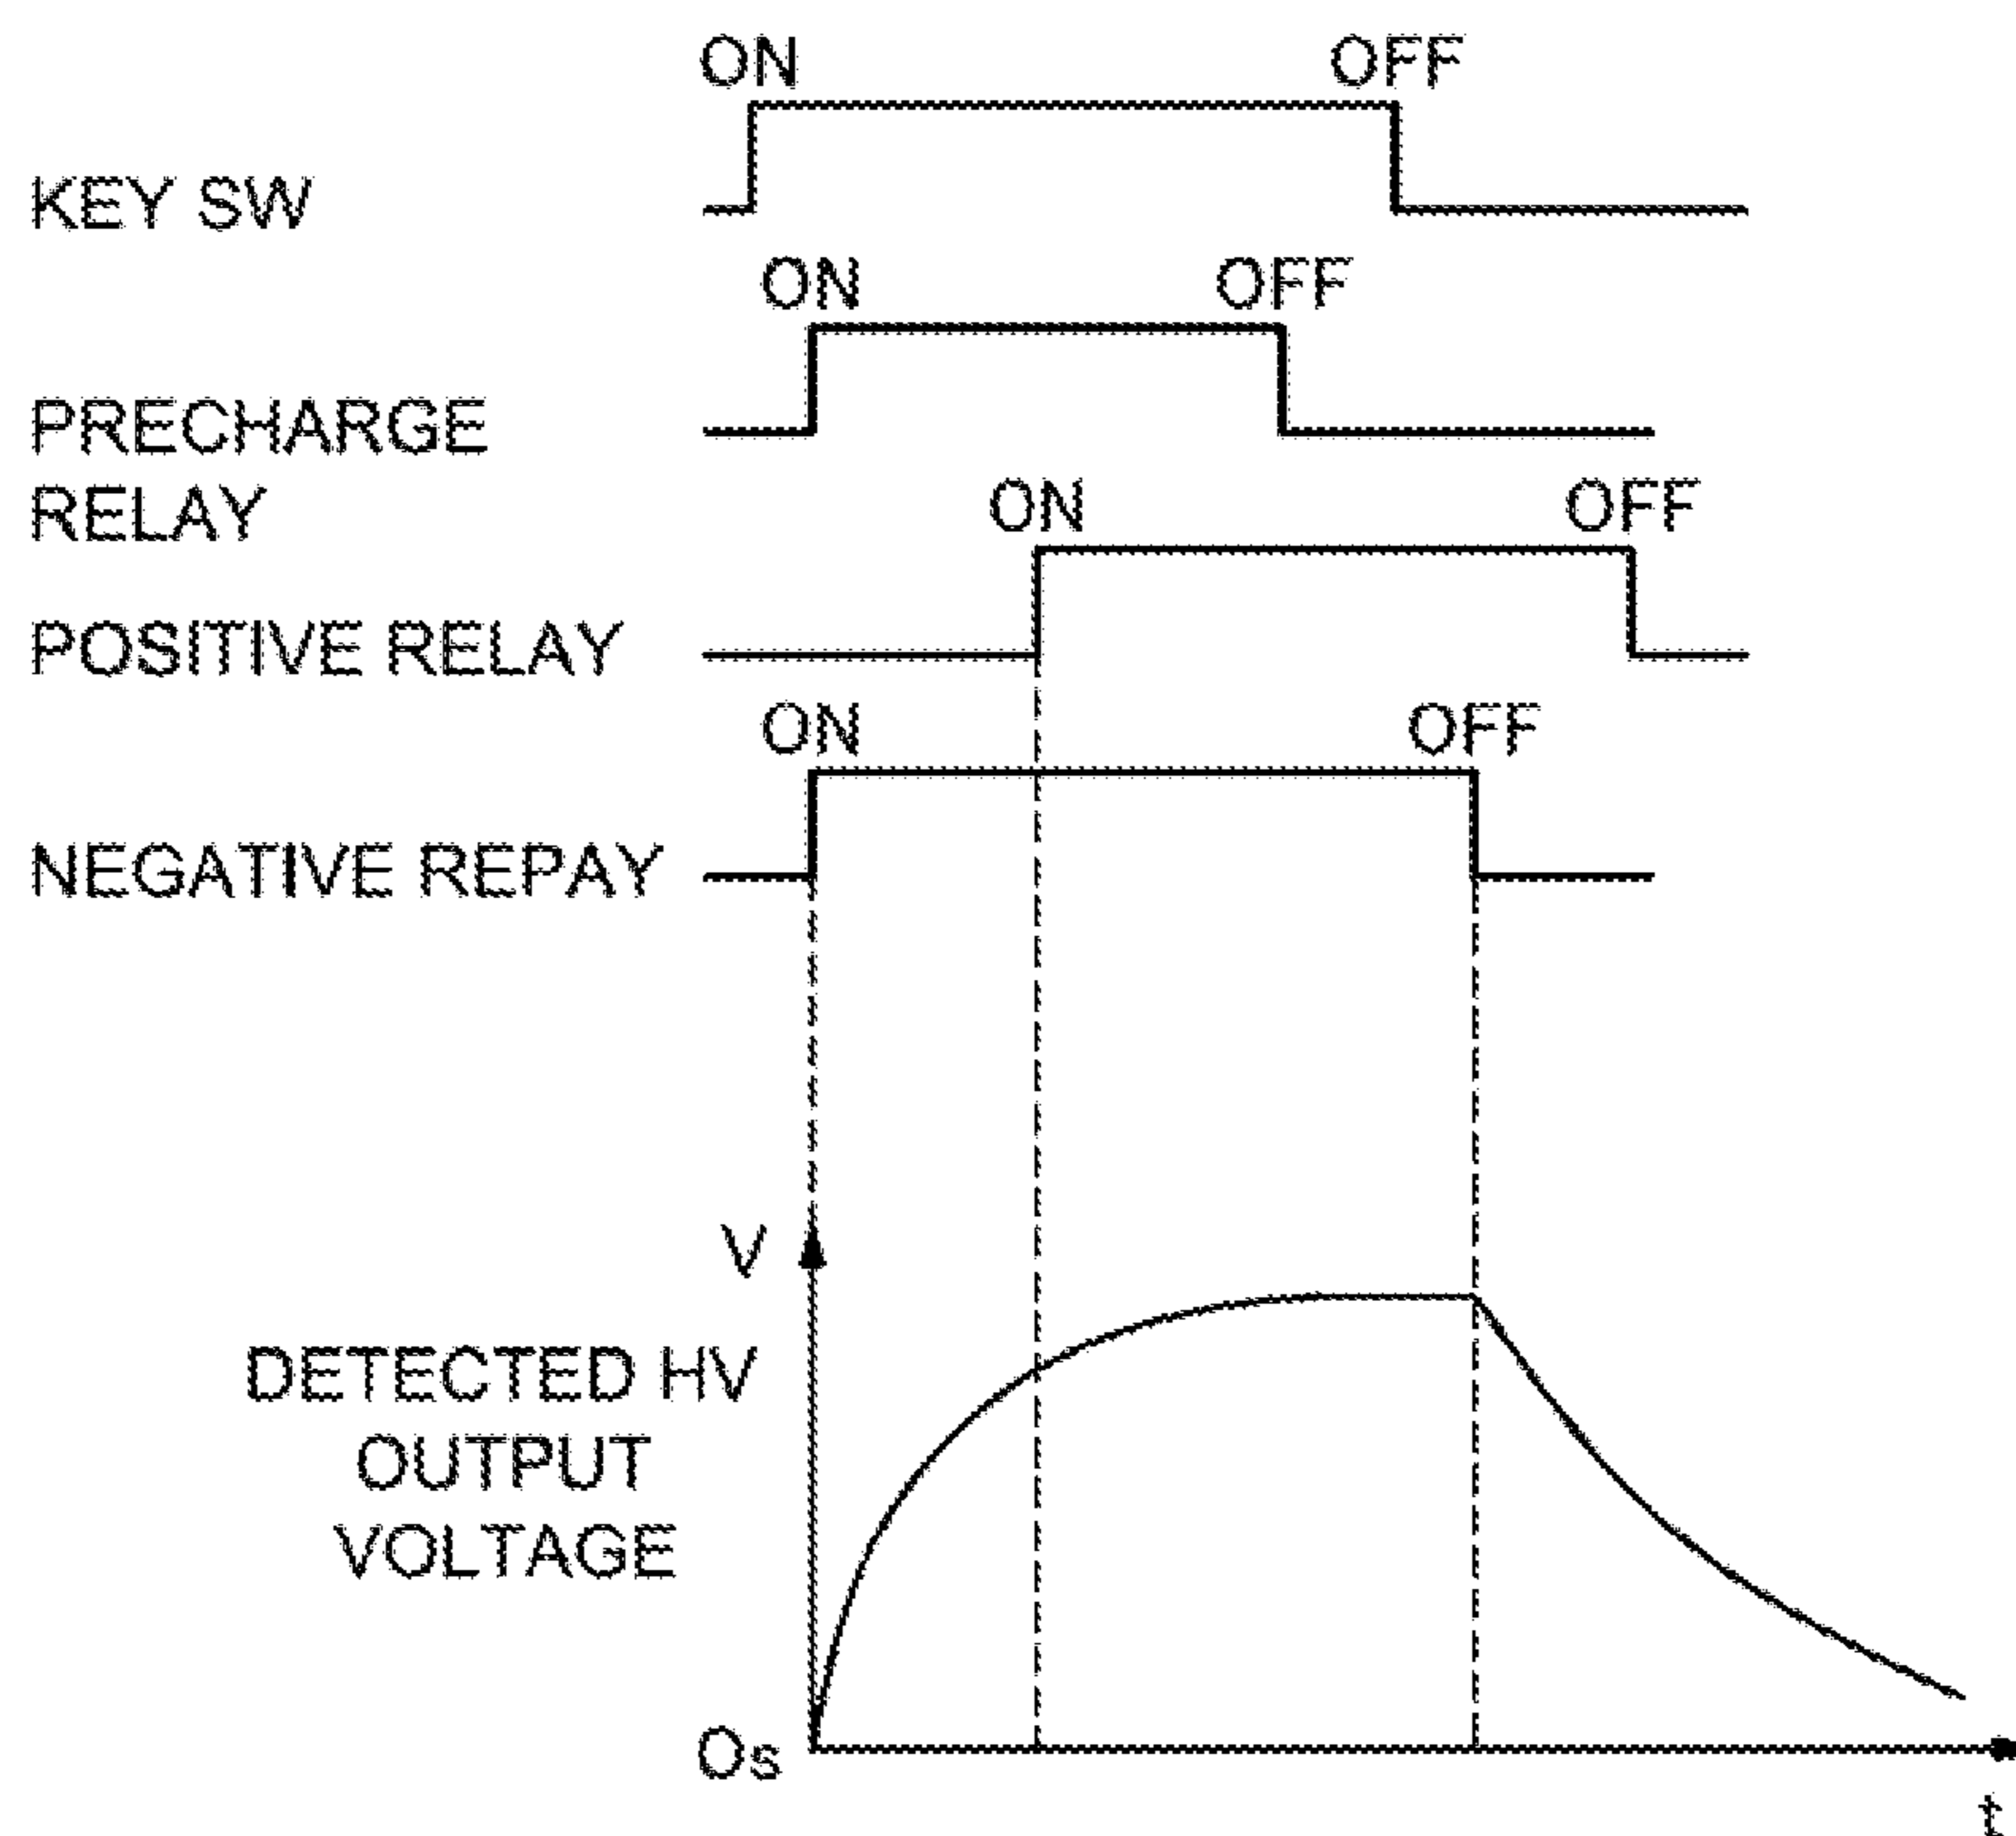 ON OFF
KEY SW
ON OFF
PRECHARGE
RELAY
ON OFF
POSITIVE RELAY
ON OFF
NEGATIVE REPAY
V
DETECTED HV
OUTPUT
VOLTAGE
Os
t